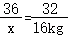 36/x = 32/16kg